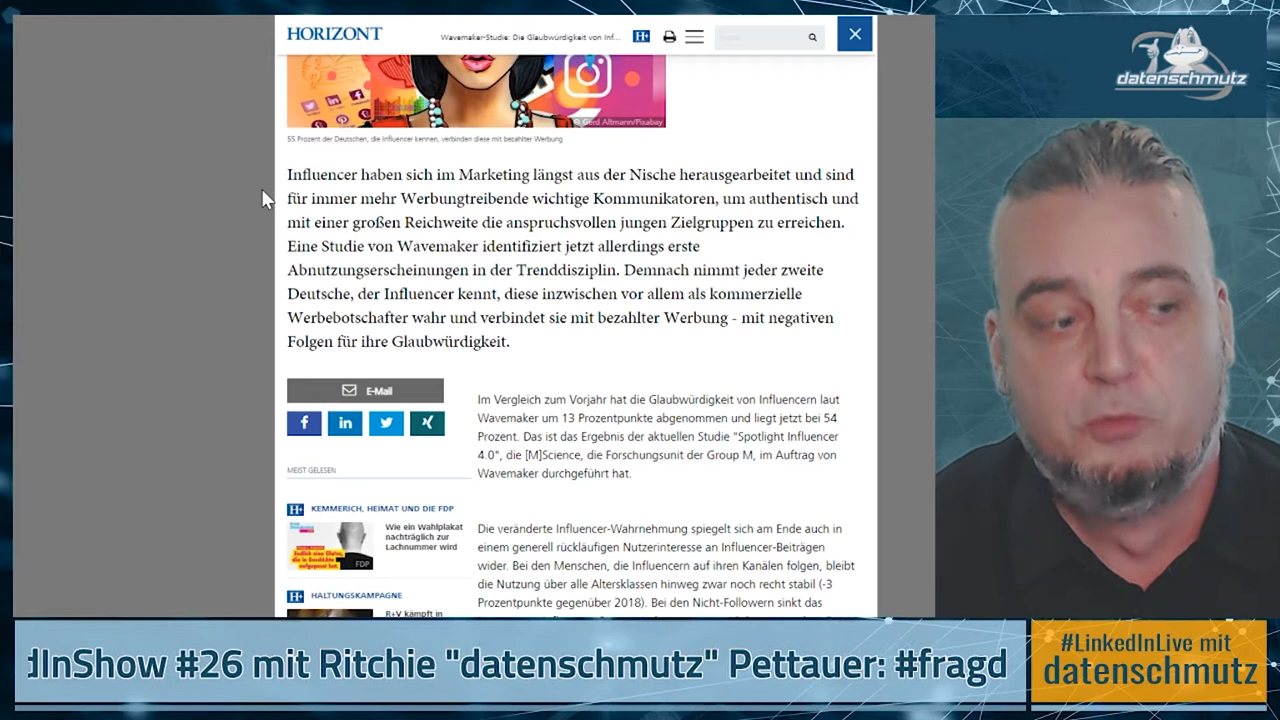 HORIZONT
Wavemaker-Studie: Die Glaubwürdigkeit von Inf...
H+
datenschmutz
© Gerd Altmann/Pixabay
55 Prozent der Deutschen, die Influencer kennen, verbinden diese mit bezahlter Werbung
Influencer haben sich im Marketing längst aus der Nische herausgearbeitet und sind
für immer mehr Werbungtreibende wichtige Kommunikatoren, um authentisch und
mit einer großen Reichweite die anspruchsvollen jungen Zielgruppen zu erreichen.
Eine Studie von Wavemaker identifiziert jetzt allerdings erste
Abnutzungserscheinungen in der Trenddisziplin. Demnach nimmt jeder zweite
Deutsche, der Influencer kennt, diese inzwischen vor allem als kommerzielle
Werbebotschafter wahr und verbindet sie mit bezahlter Werbung - mit negativen
Folgen für ihre Glaubwürdigkeit.
E-Mail
MEIST GELESEN
H+ KEMMERICH, HEIMAT UND DIE FDP
Wie ein Wahlplakat
nachträglich zur
Lachnummer wird
FDP
H+ HALTUNGSKAMPAGNE
R+V kämpft in
Im Vergleich zum Vorjahr hat die Glaubwürdigkeit von Influencern laut
Wavemaker um 13 Prozentpunkte abgenommen und liegt jetzt bei 54
Prozent. Das ist das Ergebnis der aktuellen Studie "Spotlight Influencer
4.0", die [M]Science, die Forschungsunit der Group M, im Auftrag von
Wavemaker durchgeführt hat.
Die veränderte Influencer-Wahrnehmung spiegelt sich am Ende auch in
einem generell rückläufigen Nutzerinteresse an Influencer-Beiträgen
wider. Bei den Menschen, die Influencern auf ihren Kanälen folgen, bleibt
die Nutzung über alle Altersklassen hinweg zwar noch recht stabil (-3
Prozentpunkte gegenüber 2018). Bei den Nicht-Followern sinkt das
dInShow #26 mit Ritchie "datenschmutz" Pettauer: #fragd
#LinkedInLive mit
datenschmutz